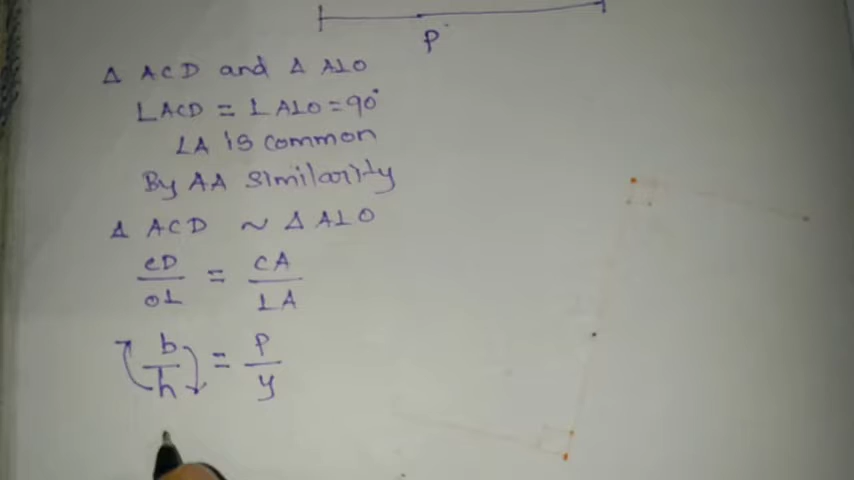 P
Δ ACD and Δ ALO
∠ACD = ∠ALO = 90°
∠A is common
By AA similarity
Δ ACD ~ Δ ALO
CD/OL = CA/LA
b/h = P/y